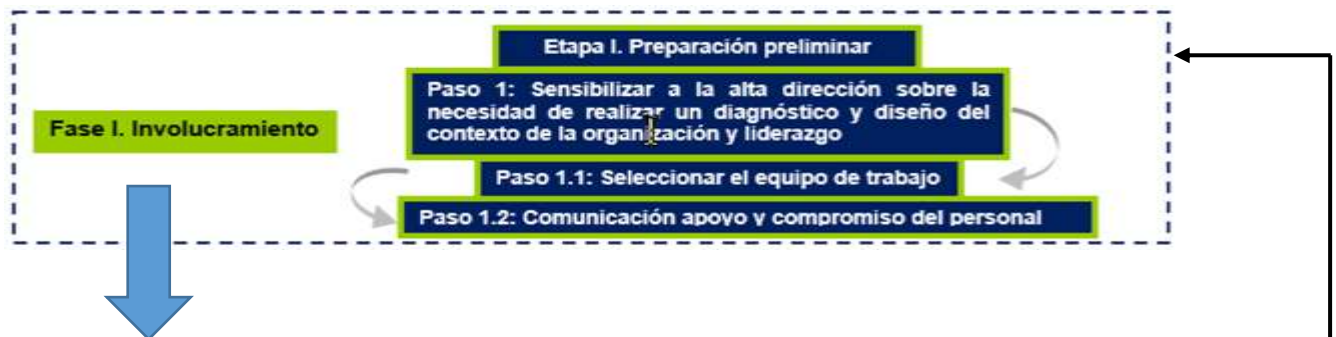 Etapa I. Preparación preliminar
Paso 1: Sensibilizar a la alta dirección sobre la
necesidad de realizar un diagnóstico y diseño del
contexto de la organización y liderazgo
Fase I. Involucramiento
Paso 1.1: Seleccionar el equipo de trabajo
Paso 1.2: Comunicación apoyo y compromiso del personal